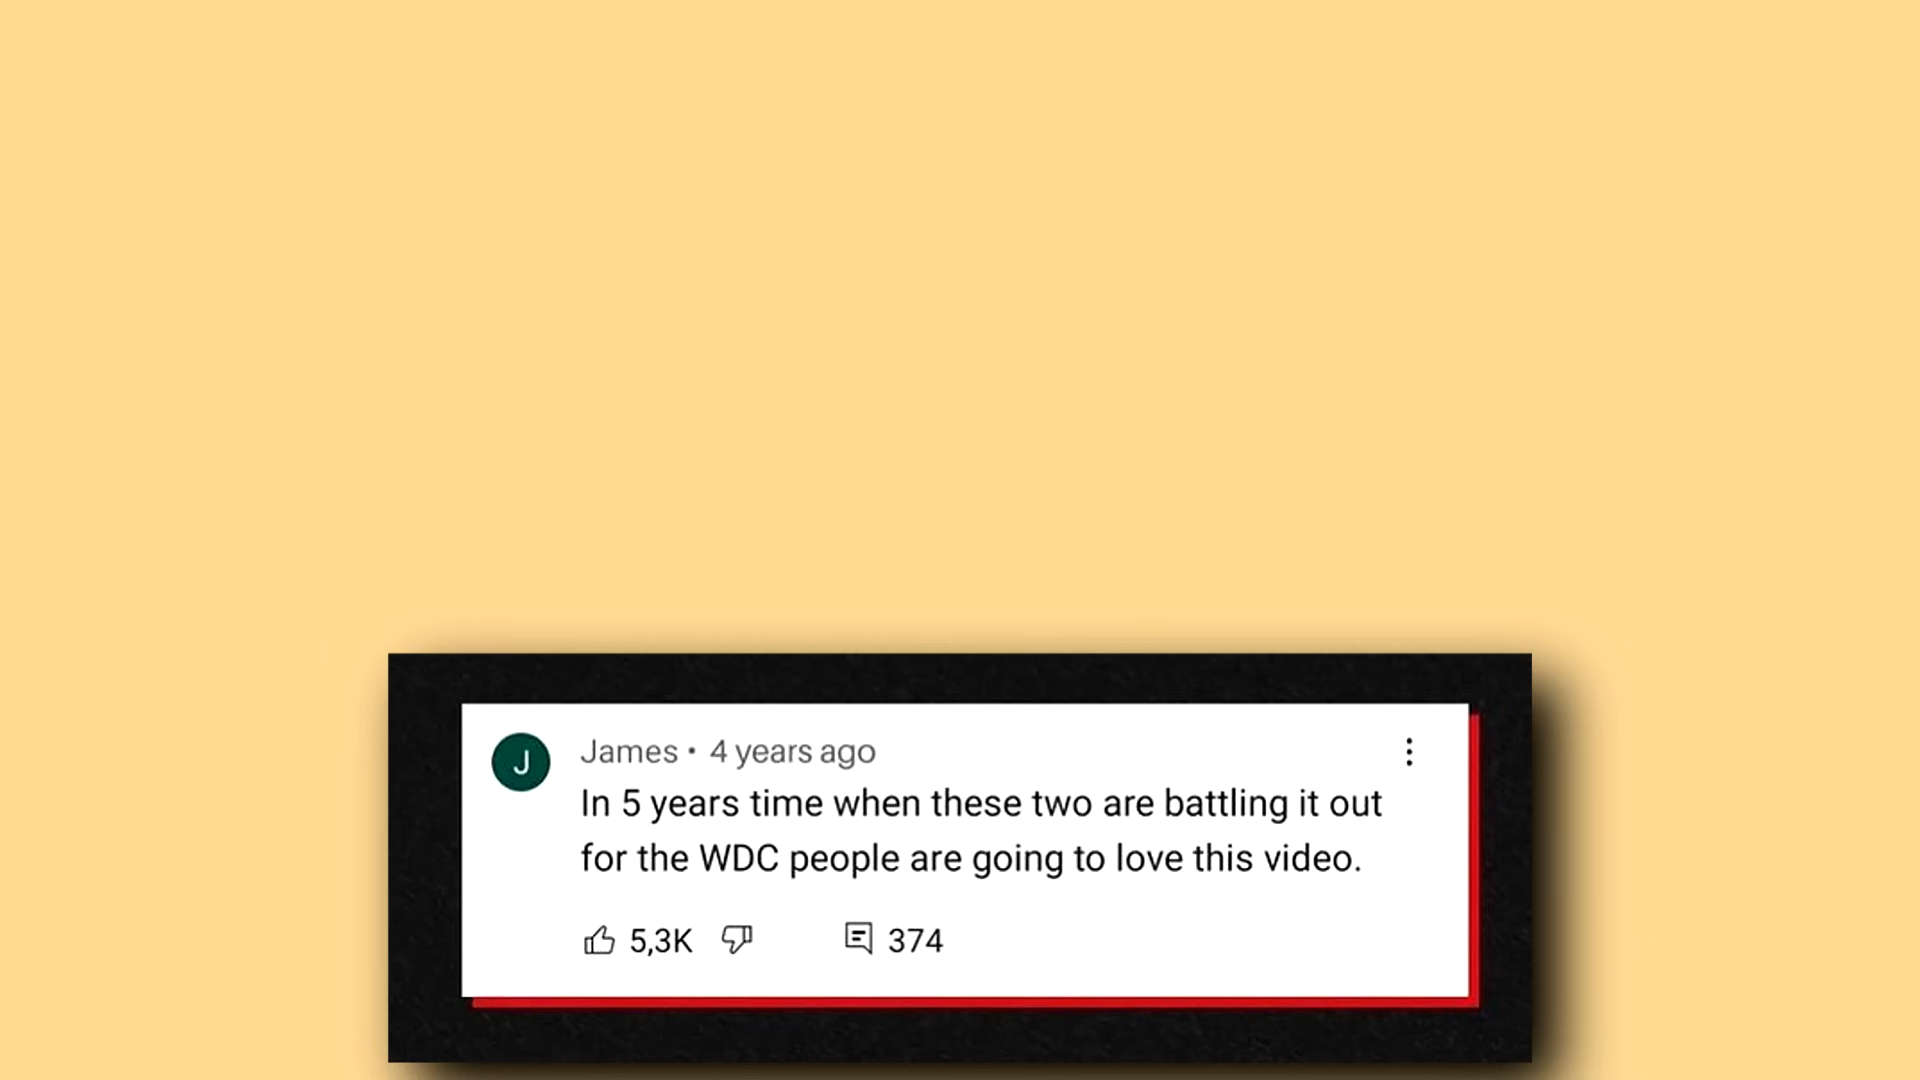 J
James • 4 years ago
In 5 years time when these two are battling it out
for the WDC people are going to love this video.
5,3K 374